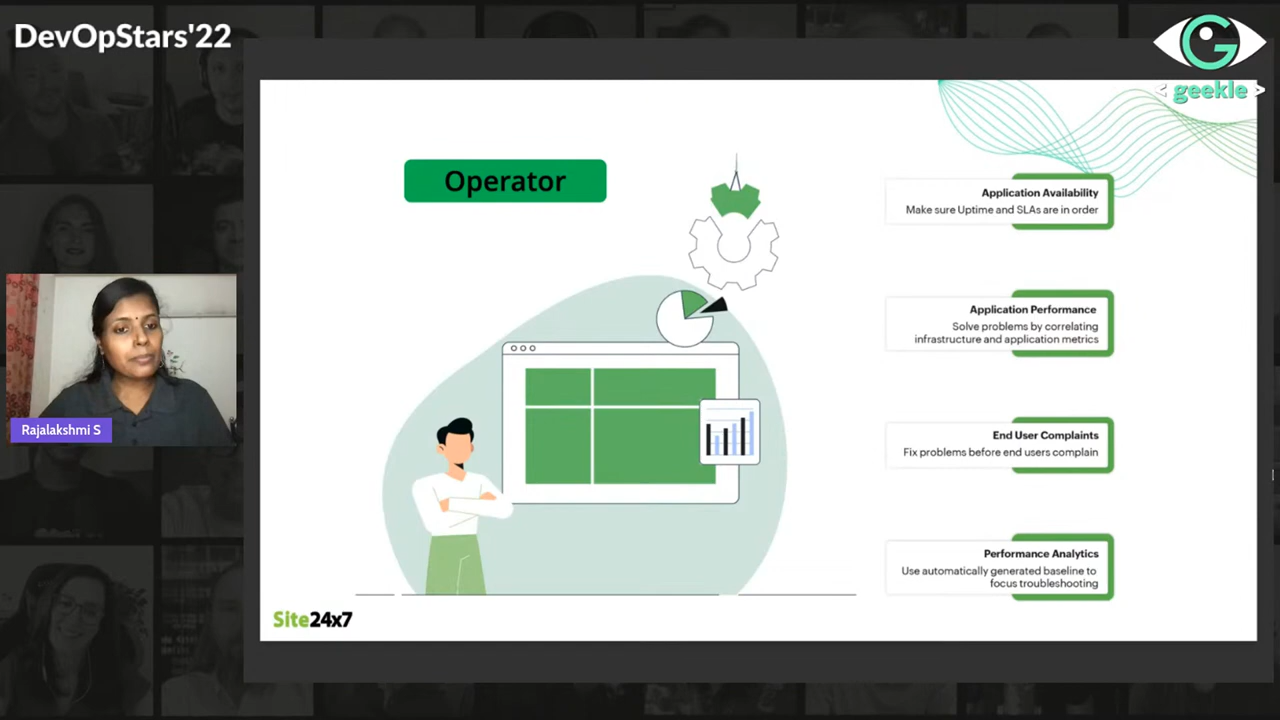 DevOpStars'22
< geekle >
Operator
Application Availability
Make sure Uptime and SLAs are in order
Application Performance
Solve problems by correlating
infrastructure and application metrics
End User Complaints
Fix problems before end users complain
Performance Analytics
Use automatically generated baseline to
focus troubleshooting
Rajalakshmi S
Site24x7